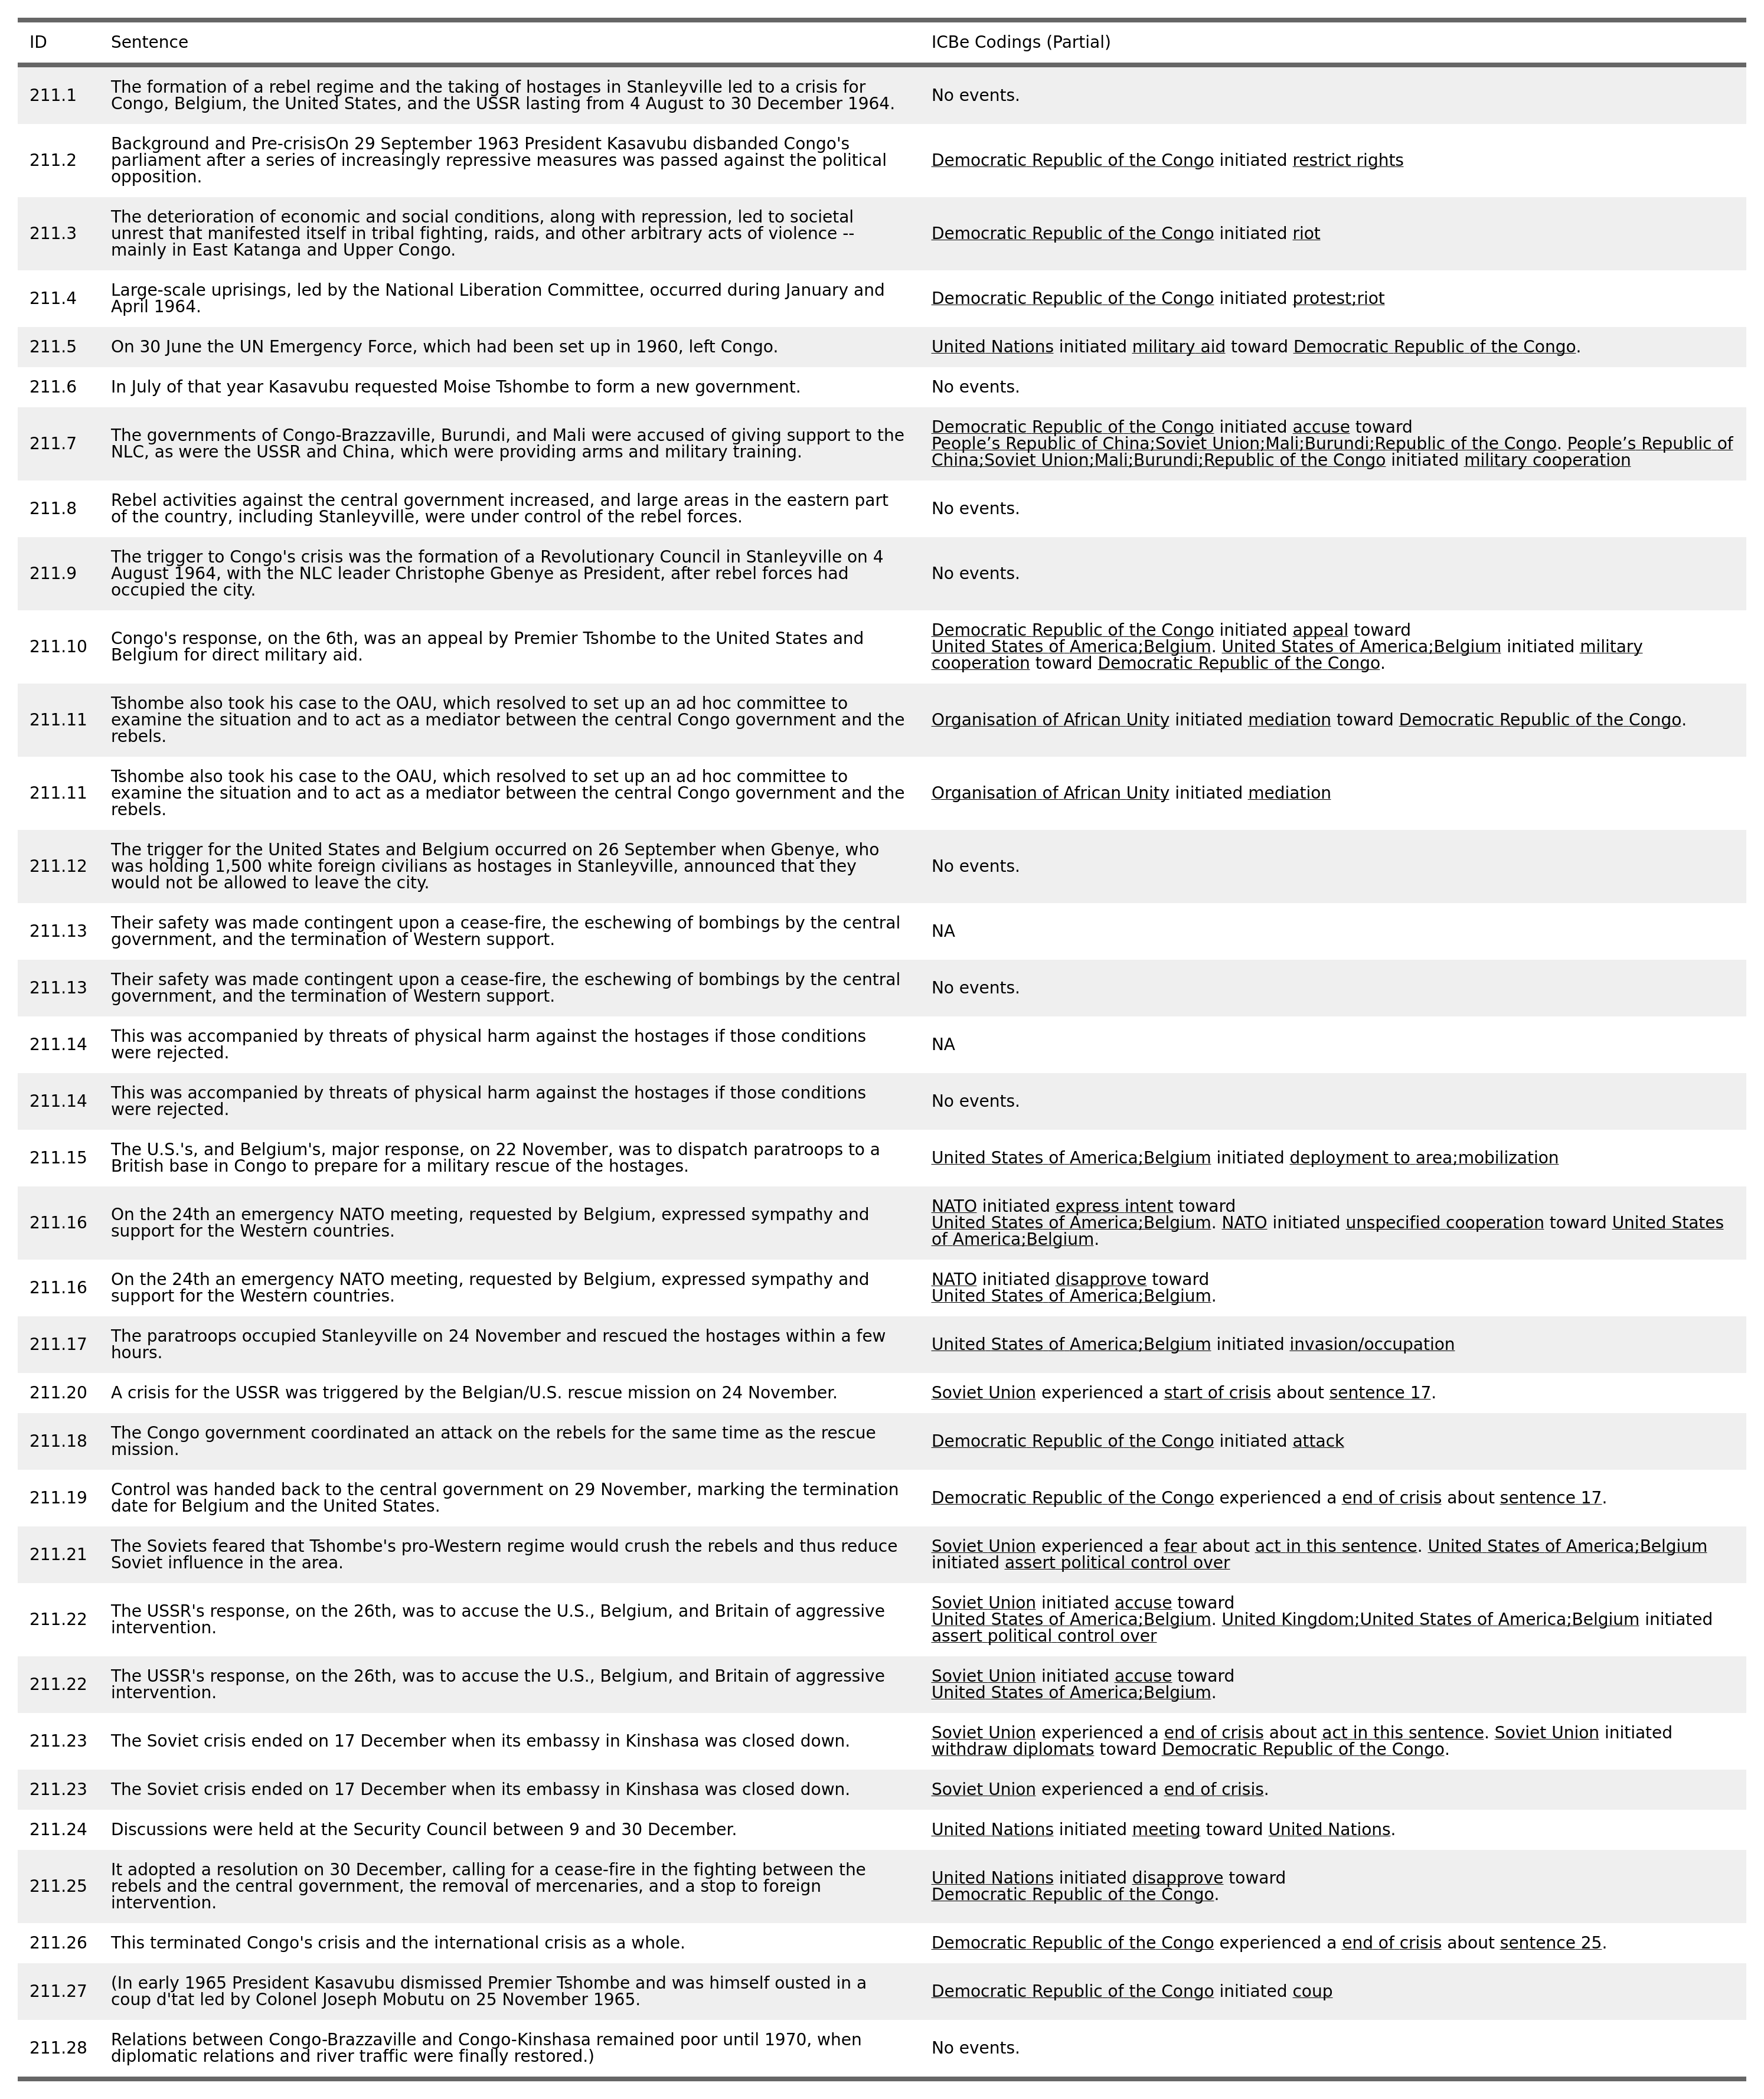 ID Sentence ICBe Codings (Partial)
211.1 The formation of a rebel regime and the taking of hostages in Stanleyville led to a crisis for
Congo, Belgium, the United States, and the USSR lasting from 4 August to 30 December 1964.
No events.
211.2 Background and Pre-crisisOn 29 September 1963 President Kasavubu disbanded Congo's
parliament after a series of increasingly repressive measures was passed against the political
opposition.
Democratic Republic of the Congo initiated restrict rights
211.3 The deterioration of economic and social conditions, along with repression, led to societal
unrest that manifested itself in tribal fighting, raids, and other arbitrary acts of violence --
mainly in East Katanga and Upper Congo.
Democratic Republic of the Congo initiated riot
211.4 Large-scale uprisings, led by the National Liberation Committee, occurred during January and
April 1964.
Democratic Republic of the Congo initiated protest;riot
211.5 On 30 June the UN Emergency Force, which had been set up in 1960, left Congo.
United Nations initiated military aid toward Democratic Republic of the Congo.
211.6 In July of that year Kasavubu requested Moise Tshombe to form a new government.
No events.
211.7 The governments of Congo-Brazzaville, Burundi, and Mali were accused of giving support to the
NLC, as were the USSR and China, which were providing arms and military training.
Democratic Republic of the Congo initiated accuse toward
People’s Republic of China;Soviet Union;Mali;Burundi;Republic of the Congo. People’s Republic of
China;Soviet Union;Mali;Burundi;Republic of the Congo initiated military cooperation
211.8 Rebel activities against the central government increased, and large areas in the eastern part
of the country, including Stanleyville, were under control of the rebel forces.
No events.
211.9 The trigger to Congo's crisis was the formation of a Revolutionary Council in Stanleyville on 4
August 1964, with the NLC leader Christophe Gbenye as President, after rebel forces had
occupied the city.
No events.
211.10 Congo's response, on the 6th, was an appeal by Premier Tshombe to the United States and
Belgium for direct military aid.
Democratic Republic of the Congo initiated appeal toward
United States of America;Belgium. United States of America;Belgium initiated military
cooperation toward Democratic Republic of the Congo.
211.11 Tshombe also took his case to the OAU, which resolved to set up an ad hoc committee to
examine the situation and to act as a mediator between the central Congo government and the
rebels.
Organisation of African Unity initiated mediation toward Democratic Republic of the Congo.
211.11 Tshombe also took his case to the OAU, which resolved to set up an ad hoc committee to
examine the situation and to act as a mediator between the central Congo government and the
rebels.
Organisation of African Unity initiated mediation
211.12 The trigger for the United States and Belgium occurred on 26 September when Gbenye, who
was holding 1,500 white foreign civilians as hostages in Stanleyville, announced that they
would not be allowed to leave the city.
No events.
211.13 Their safety was made contingent upon a cease-fire, the eschewing of bombings by the central
government, and the termination of Western support.
NA
211.13 Their safety was made contingent upon a cease-fire, the eschewing of bombings by the central
government, and the termination of Western support.
No events.
211.14 This was accompanied by threats of physical harm against the hostages if those conditions
were rejected.
NA
211.14 This was accompanied by threats of physical harm against the hostages if those conditions
were rejected.
No events.
211.15 The U.S.'s, and Belgium's, major response, on 22 November, was to dispatch paratroops to a
British base in Congo to prepare for a military rescue of the hostages.
United States of America;Belgium initiated deployment to area;mobilization
211.16 On the 24th an emergency NATO meeting, requested by Belgium, expressed sympathy and
support for the Western countries.
NATO initiated express intent toward
United States of America;Belgium. NATO initiated unspecified cooperation toward United States
of America;Belgium.
211.16 On the 24th an emergency NATO meeting, requested by Belgium, expressed sympathy and
support for the Western countries.
NATO initiated disapprove toward
United States of America;Belgium.
211.17 The paratroops occupied Stanleyville on 24 November and rescued the hostages within a few
hours.
United States of America;Belgium initiated invasion/occupation
211.20 A crisis for the USSR was triggered by the Belgian/U.S. rescue mission on 24 November.
Soviet Union experienced a start of crisis about sentence 17.
211.18 The Congo government coordinated an attack on the rebels for the same time as the rescue
mission.
Democratic Republic of the Congo initiated attack
211.19 Control was handed back to the central government on 29 November, marking the termination
date for Belgium and the United States.
Democratic Republic of the Congo experienced a end of crisis about sentence 17.
211.21 The Soviets feared that Tshombe's pro-Western regime would crush the rebels and thus reduce
Soviet influence in the area.
Soviet Union experienced a fear about act in this sentence. United States of America;Belgium
initiated assert political control over
211.22 The USSR's response, on the 26th, was to accuse the U.S., Belgium, and Britain of aggressive
intervention.
Soviet Union initiated accuse toward
United States of America;Belgium. United Kingdom;United States of America;Belgium initiated
assert political control over
211.22 The USSR's response, on the 26th, was to accuse the U.S., Belgium, and Britain of aggressive
intervention.
Soviet Union initiated accuse toward
United States of America;Belgium.
211.23 The Soviet crisis ended on 17 December when its embassy in Kinshasa was closed down.
Soviet Union experienced a end of crisis about act in this sentence. Soviet Union initiated
withdraw diplomats toward Democratic Republic of the Congo.
211.23 The Soviet crisis ended on 17 December when its embassy in Kinshasa was closed down.
Soviet Union experienced a end of crisis.
211.24 Discussions were held at the Security Council between 9 and 30 December.
United Nations initiated meeting toward United Nations.
211.25 It adopted a resolution on 30 December, calling for a cease-fire in the fighting between the
rebels and the central government, the removal of mercenaries, and a stop to foreign
intervention.
United Nations initiated disapprove toward
Democratic Republic of the Congo.
211.26 This terminated Congo's crisis and the international crisis as a whole.
Democratic Republic of the Congo experienced a end of crisis about sentence 25.
211.27 (In early 1965 President Kasavubu dismissed Premier Tshombe and was himself ousted in a
coup d'tat led by Colonel Joseph Mobutu on 25 November 1965.
Democratic Republic of the Congo initiated coup
211.28 Relations between Congo-Brazzaville and Congo-Kinshasa remained poor until 1970, when
diplomatic relations and river traffic were finally restored.)
No events.